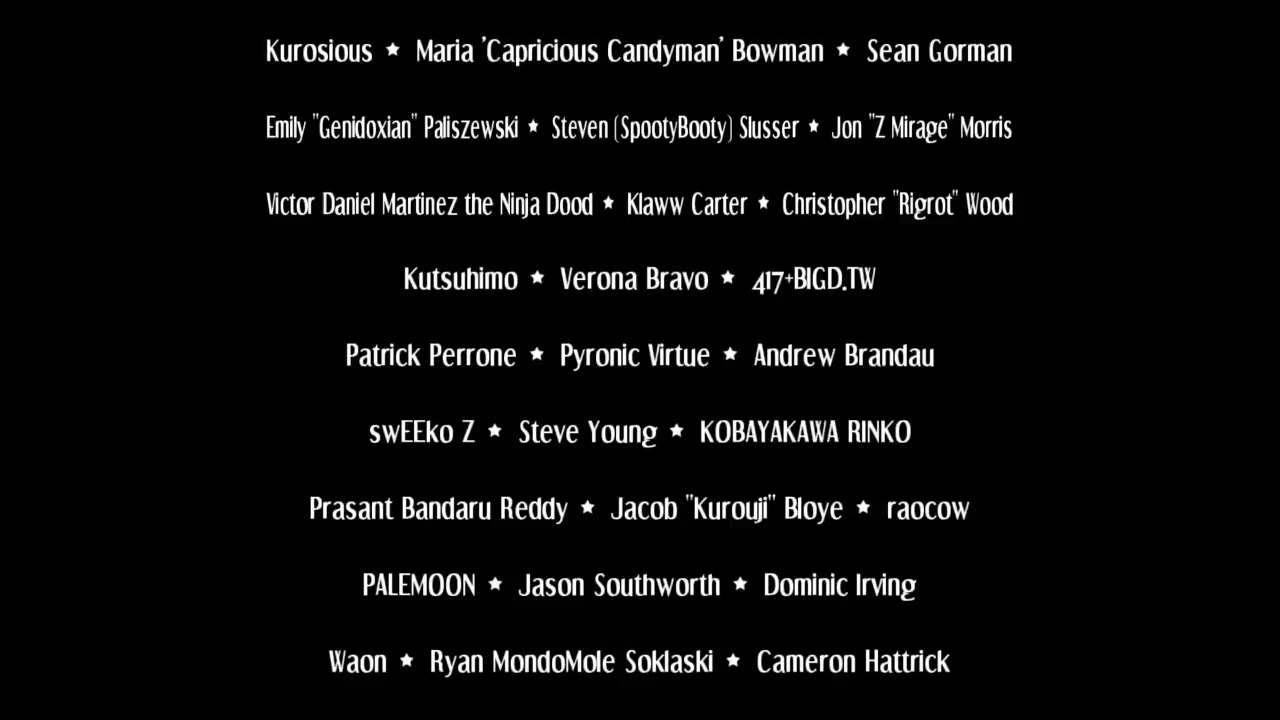 Kurosious ★ Maria 'Capricious Candyman' Bowman ★ Sean Gorman
Emily "Genidoxian" Paliszewski ★ Steven (SpootyBooty) Slusser ★ Jon "Z Mirage" Morris
Victor Daniel Martinez the Ninja Dood ★ Klaww Carter ★ Christopher "Rigrot" Wood
Kutsuhimo ★ Verona Bravo ★ 417+BIGD.TW
Patrick Perrone ★ Pyronic Virtue ★ Andrew Brandau
swEEko Z ★ Steve Young ★ KOBAYAKAWA RINKO
Prasant Bandaru Reddy ★ Jacob "Kurouji" Bloye ★ raocow
PALEMOON ★ Jason Southworth ★ Dominic Irving
Waon ★ Ryan MondoMole Soklaski ★ Cameron Hattrick